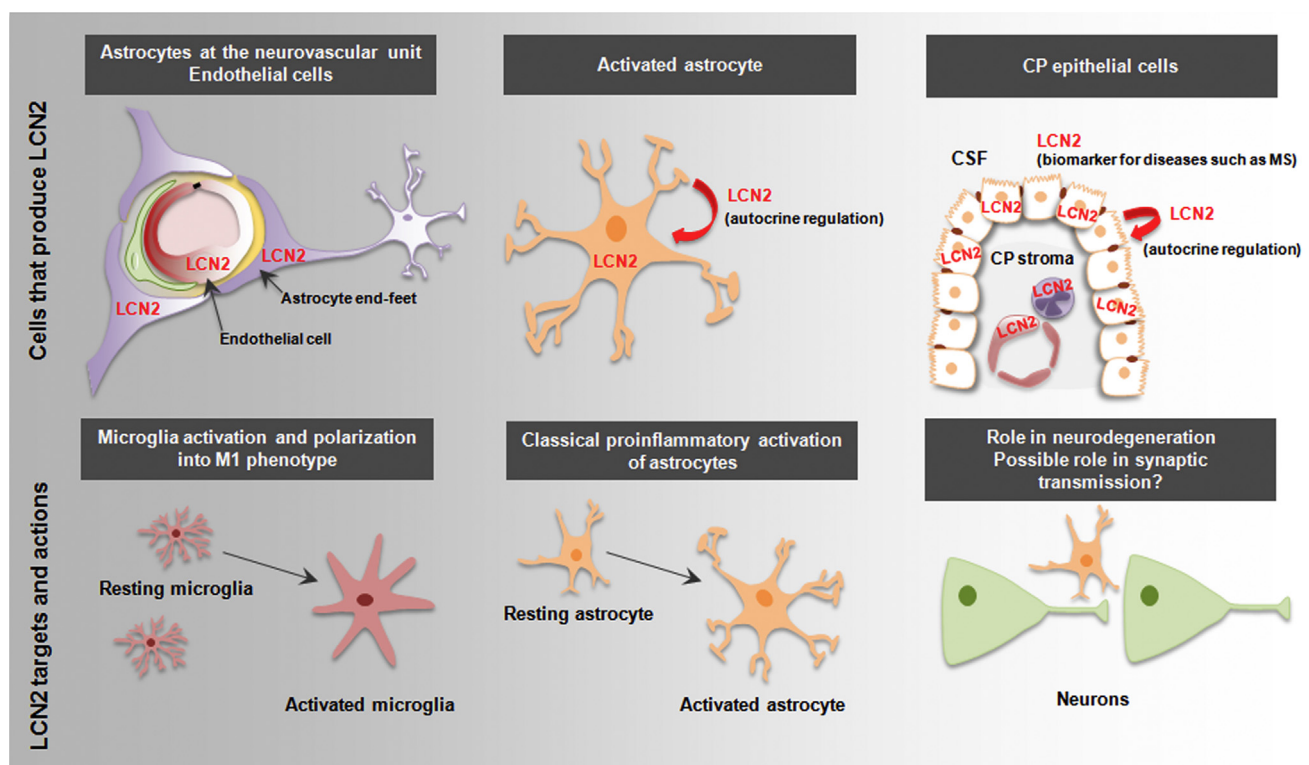 Cells that produce LCN2
Astrocytes at the neurovascular unit
Endothelial cells
LCN2
LCN2
LCN2
Astrocyte end-feet
Endothelial cell
Activated astrocyte
LCN2
(autocrine regulation)
LCN2
CP epithelial cells
LCN2
(biomarker for diseases such as MS)
CSF
LCN2
LCN2
LCN2
(autocrine regulation)
LCN2
CP stroma
LCN2
LCN2
LCN2
LCN2 targets and actions
Microglia activation and polarization
into M1 phenotype
Resting microglia
Activated microglia
Classical proinflammatory activation
of astrocytes
Resting astrocyte
Activated astrocyte
Role in neurodegeneration
Possible role in synaptic
transmission?
Neurons